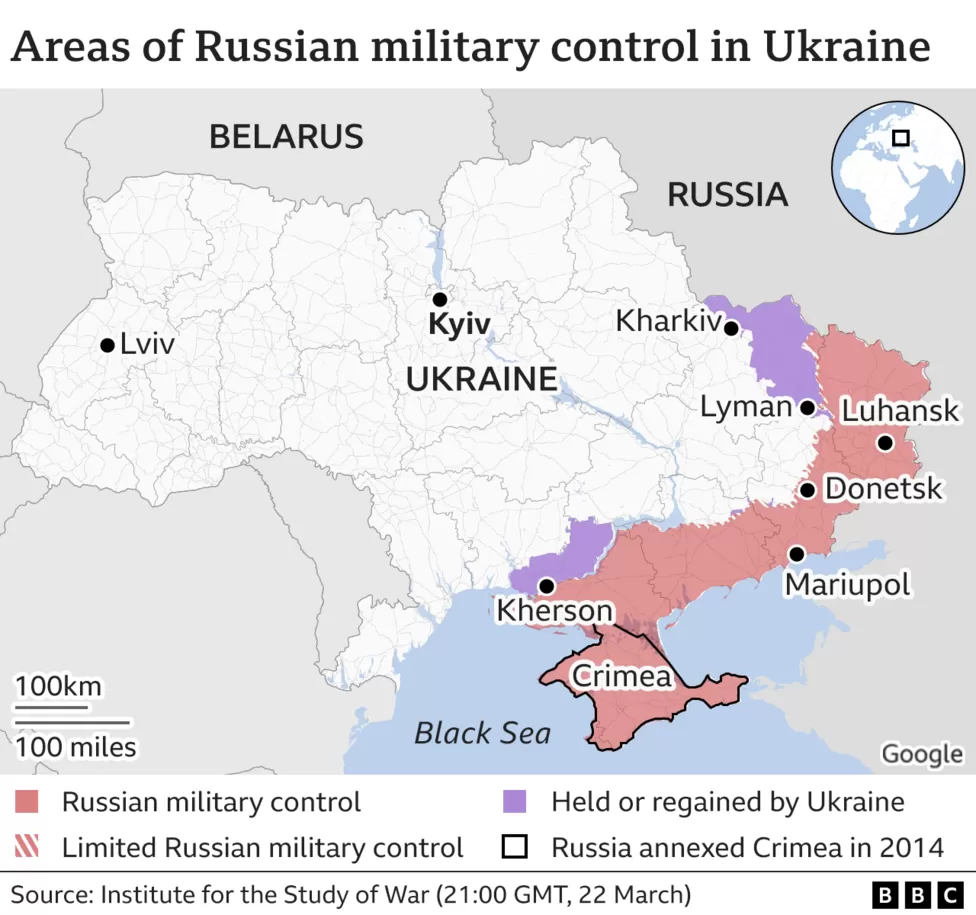 Areas of Russian military control in Ukraine
BELARUS
RUSSIA
Kharkiv
Kyiv
Lviv
UKRAINE
Lyman
Luhansk
Donetsk
Mariupol
Kherson
Crimea
100km
100 miles
Black Sea
Google
Russian military control
Held or regained by Ukraine
Limited Russian military control
Russia annexed Crimea in 2014
Source: Institute for the Study of War (21:00 GMT, 22 March)
BBC